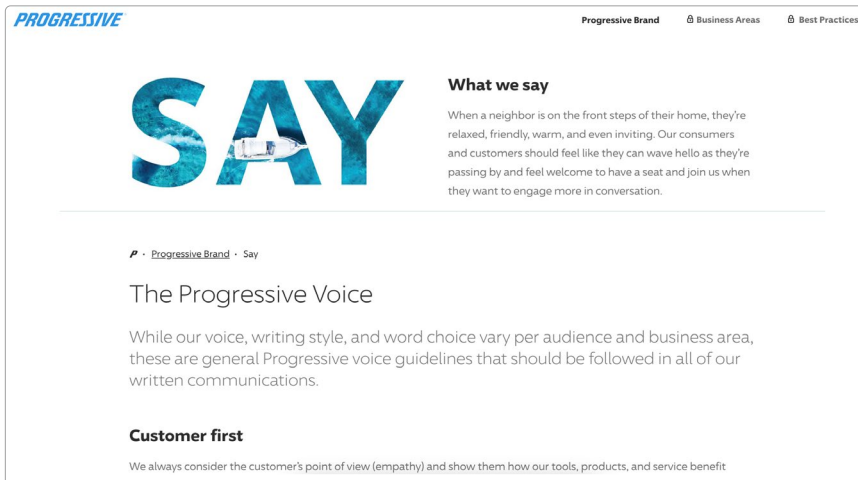 PROGRESSIVE
Progressive Brand
Business Areas
Best Practices
SAY
What we say
When a neighbor is on the front steps of their home, they're
relaxed, friendly, warm, and even inviting. Our consumers
and customers should feel like they can wave hello as they're
passing by and feel welcome to have a seat and join us when
they want to engage more in conversation.
P · Progressive Brand · Say
The Progressive Voice
While our voice, writing style, and word choice vary per audience and business area,
these are general Progressive voice guidelines that should be followed in all of our
written communications.
Customer first
We always consider the customer's point of view (empathy) and show them how our tools, products, and service benefit